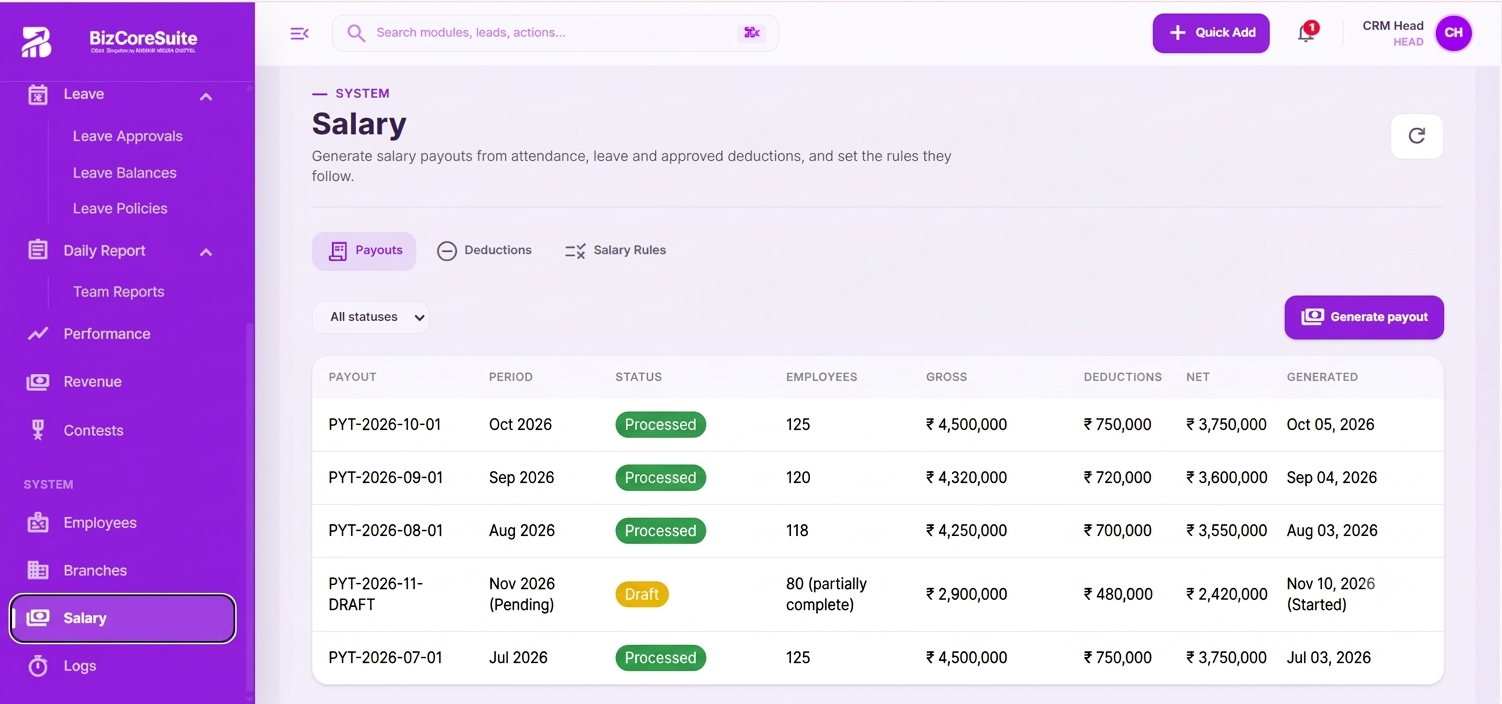 BizCoreSuite
Leave
Leave Approvals
Leave Balances
Leave Policies
Daily Report
Team Reports
Performance
Revenue
Contests
SYSTEM
Employees
Branches
Salary
Logs
Search modules, leads, actions...
Quick Add
1
CRM Head
HEAD
CH
SYSTEM
Salary
Generate salary payouts from attendance, leave and approved deductions, and set the rules they
follow.
Payouts Deductions Salary Rules
All statuses
Generate payout
PAYOUT PERIOD STATUS EMPLOYEES GROSS DEDUCTIONS NET GENERATED
PYT-2026-10-01 Oct 2026 Processed 125 ₹ 4,500,000 ₹ 750,000 ₹ 3,750,000 Oct 05, 2026
PYT-2026-09-01 Sep 2026 Processed 120 ₹ 4,320,000 ₹ 720,000 ₹ 3,600,000 Sep 04, 2026
PYT-2026-08-01 Aug 2026 Processed 118 ₹ 4,250,000 ₹ 700,000 ₹ 3,550,000 Aug 03, 2026
PYT-2026-11- Nov 2026 80 (partially Nov 10, 2026
DRAFT (Pending) Draft complete) ₹ 2,900,000 ₹ 480,000 ₹ 2,420,000 (Started)
PYT-2026-07-01 Jul 2026 Processed 125 ₹ 4,500,000 ₹ 750,000 ₹ 3,750,000 Jul 03, 2026